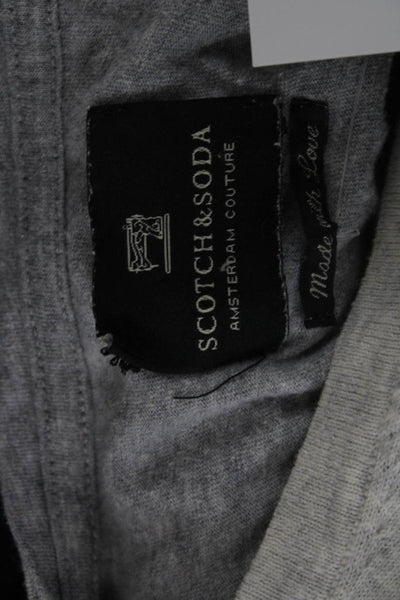 SCOTCH & SODA
AMSTERDAM COUTURE
Made with Love